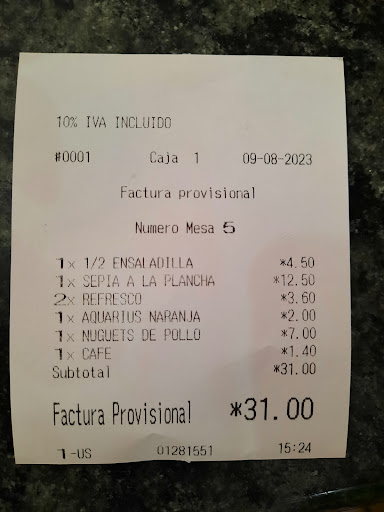 10% IVA INCLUIDO
#0001 Caja 1 09-08-2023
Factura provisional
Numero Mesa 5
1x 1/2 ENSALADILLA *4.50
1x SEPIA A LA PLANCHA *12.50
2x REFRESCO *3.60
1x AQUARIUS NARANJA *2.00
1x NUGUETS DE POLLO *7.00
1x CAFE *1.40
Subtotal *31.00
Factura Provisional *31.00
1-US 01281551 15:24